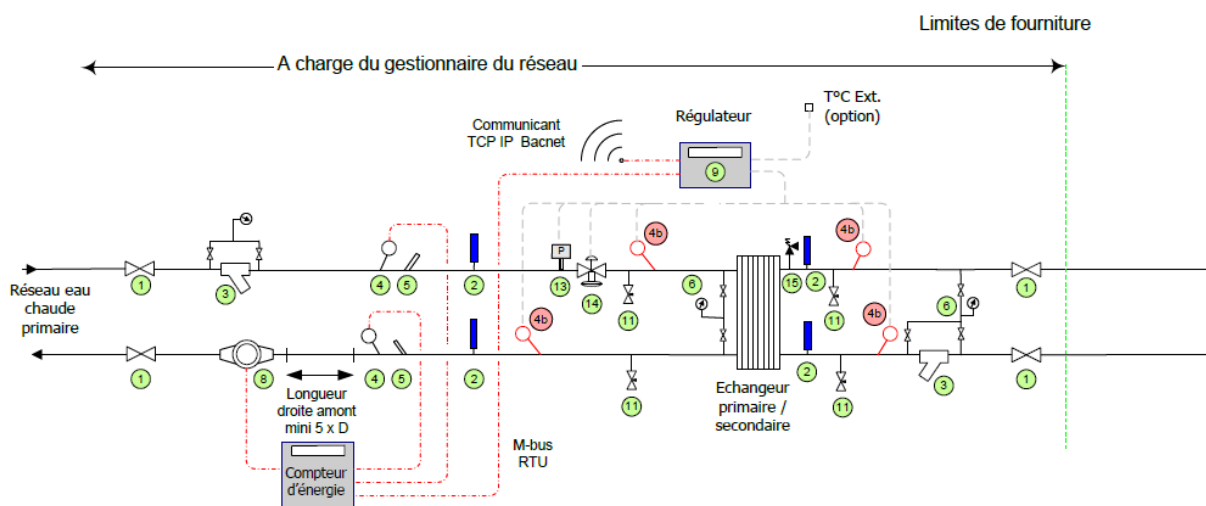 Limites de fourniture
A charge du gestionnaire du réseau
T°C Ext.
(option)
Communicant
TCP IP Bacnet
Régulateur
9
4b
4b
P
Réseau eau
chaude
primaire
1
3
4
5
2
13
14
11
6
15
2
11
6
1
4b
4b
1
8
4
5
2
11
2
11
3
1
Longueur
droite amont
mini 5 x D
Echangeur
primaire /
secondaire
M-bus
RTU
Compteur
d'énergie